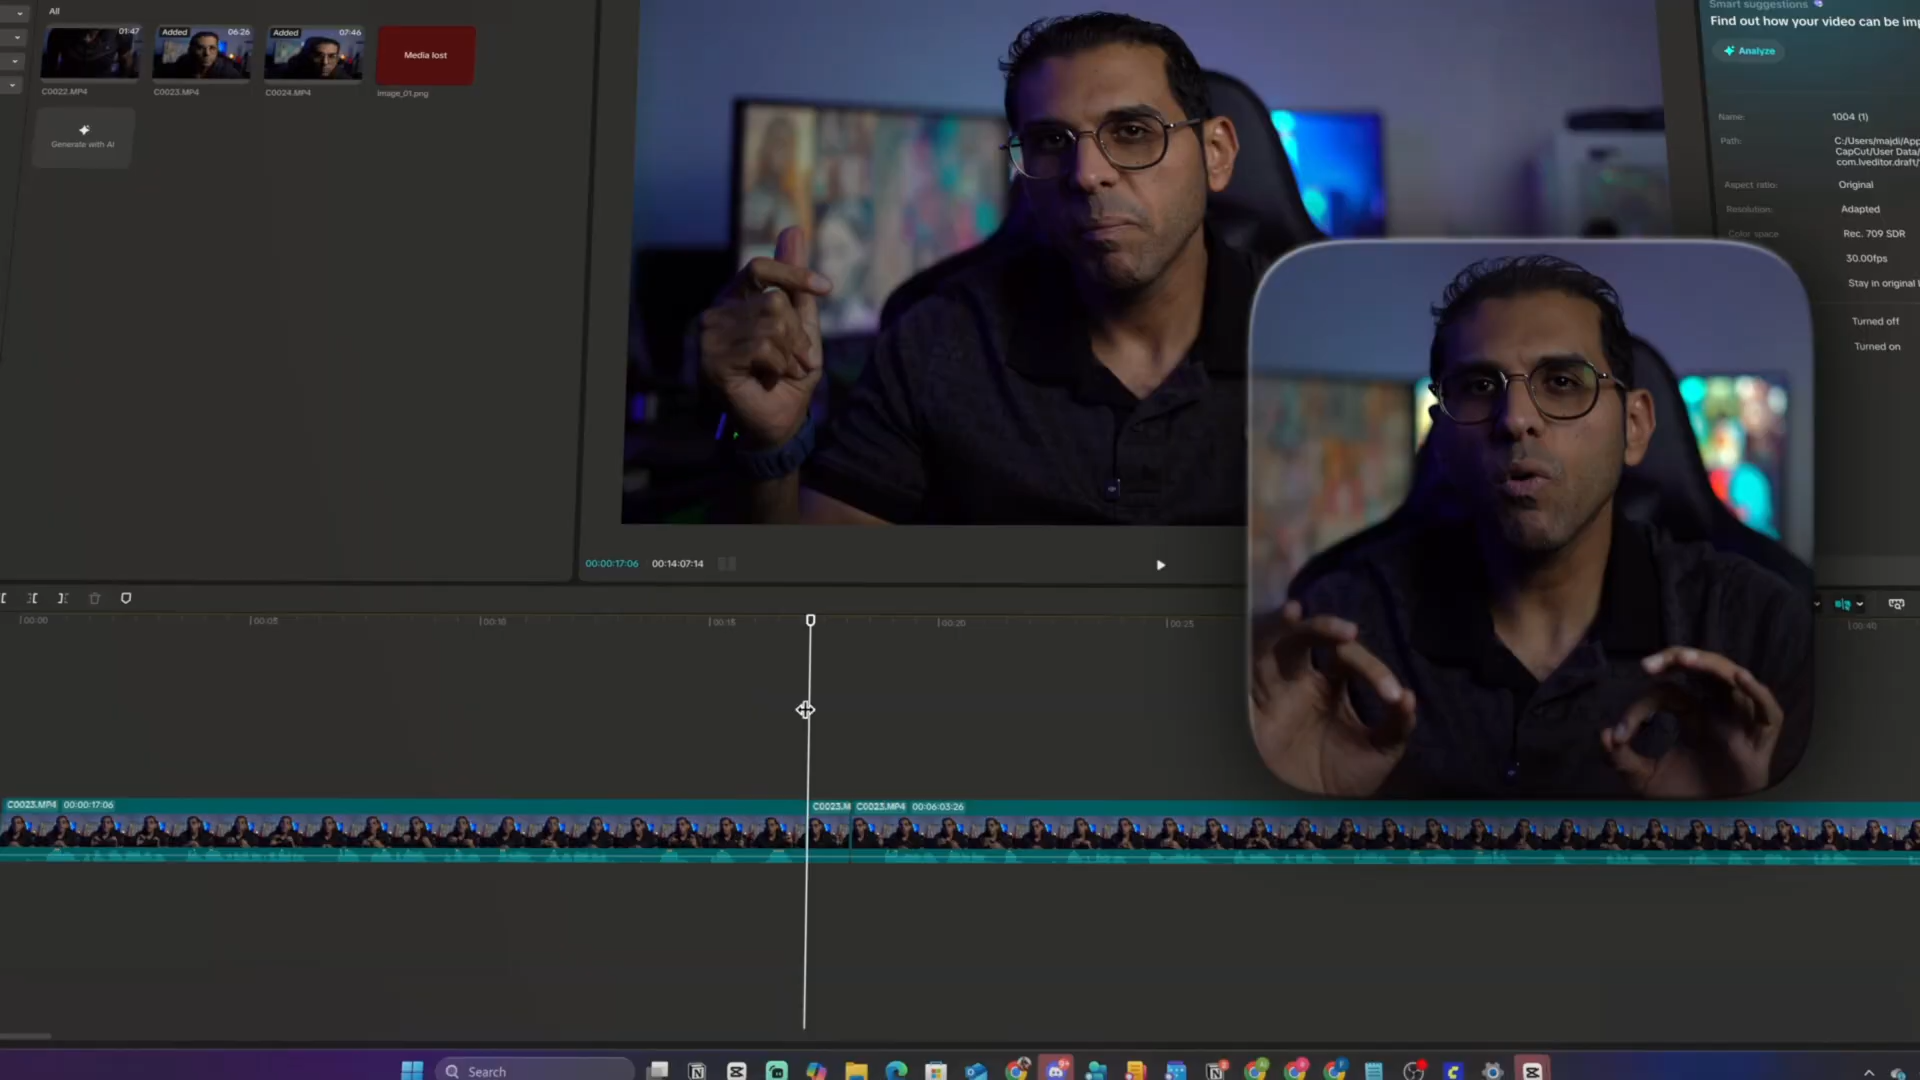 All
01:47
Added
06:26
Added
07:46
Media lost
C0022.MP4
C0023.MP4
C0024.MP4
image_01.png
Generate with AI
Smart suggestions
Find out how your video can be
Analyze
Name:
1004 (1)
Path:
C:/Users/majdi/App
CapCut/User Data/
com.lveditor.draft/
Aspect ratio:
Original
Resolution:
Adapted
Color space:
Rec. 709 SDR
30.00fps
Stay in original
Turned off
Turned on
00:00:17:06
00:14:07:14
00:00
00:05
00:10
00:15
00:20
00:25
00:40
C0023.MP4 00:00:17:06
C0023.M
C0023.MP4 00:06:03:26
Search